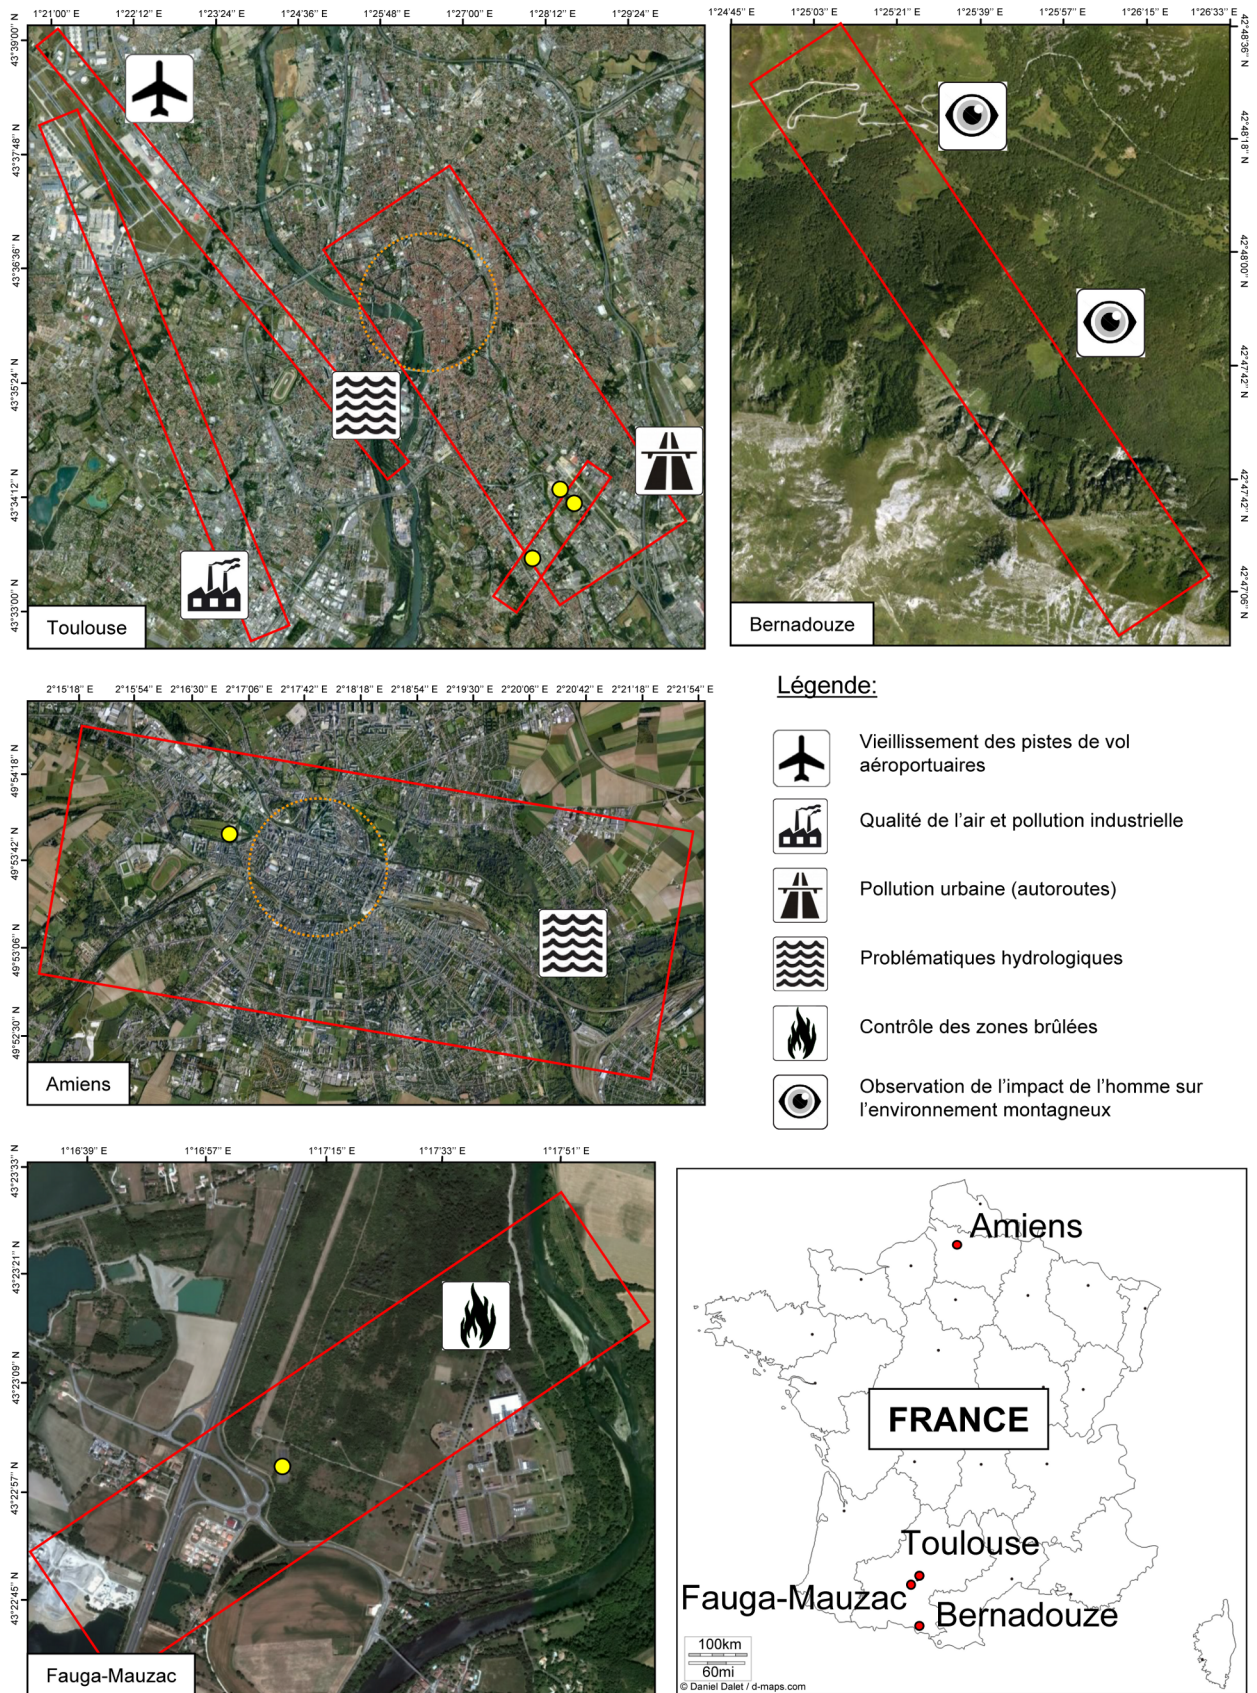 1°21'00'' E 1°22'12'' E 1°23'24'' E 1°24'36'' E 1°25'48'' E 1°27'00'' E 1°28'12'' E 1°29'24'' E
43°39'00'' N
43°37'48'' N
43°36'36'' N
43°35'24'' N
43°34'12'' N
43°33'00'' N
Toulouse
1°24'45'' E 1°25'03'' E 1°25'21'' E 1°25'39'' E 1°25'57'' E 1°26'15'' E 1°26'33'' E
42°48'36'' N
42°48'18'' N
42°48'00'' N
42°47'42'' N
42°47'42'' N
42°47'06'' N
Bernadouze
2°15'18'' E 2°15'54'' E 2°16'30'' E 2°17'06'' E 2°17'42'' E 2°18'18'' E 2°18'54'' E 2°19'30'' E 2°20'06'' E 2°20'42'' E 2°21'18'' E 2°21'54'' E
49°54'18'' N
49°53'42'' N
49°53'06'' N
49°52'30'' N
Amiens
Légende:
Vieillissement des pistes de vol
aéroportuaires
Qualité de l'air et pollution industrielle
Pollution urbaine (autoroutes)
Problématiques hydrologiques
Contrôle des zones brûlées
Observation de l'impact de l'homme sur
l'environnement montagneux
1°16'39'' E 1°16'57'' E 1°17'15'' E 1°17'33'' E 1°17'51'' E
43°23'33'' N
43°23'21'' N
43°23'09'' N
43°22'57'' N
43°22'45'' N
Fauga-Mauzac
Amiens
FRANCE
Toulouse
Fauga-Mauzac
Bernadouze
100km
60mi
© Daniel Dalet / d-maps.com